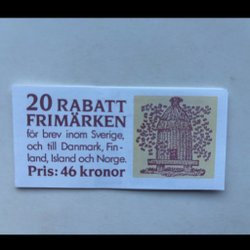 20 RABATT
FRIMÄRKEN
för brev inom Sverige,
och till Danmark, Fin-
land, Island och Norge.
Pris: 46 kronor